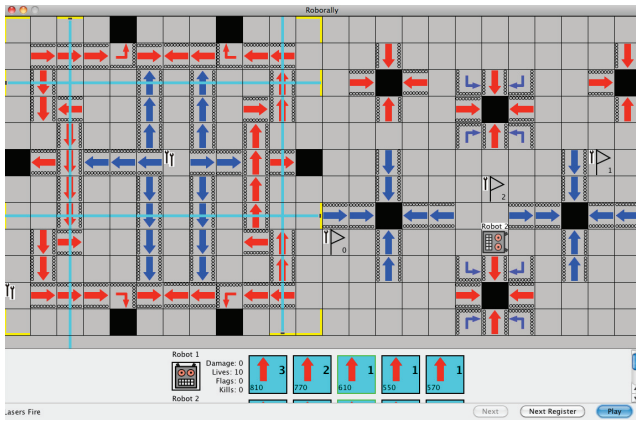 Roborally
1
2
Robot 2
0
Robot 1
Damage: 0
Lives: 10
Flags: 0
Kills: 0
3
810
2
770
1
610
1
550
1
570
Robot 2
Lasers Fire
Next
Next Register
Play